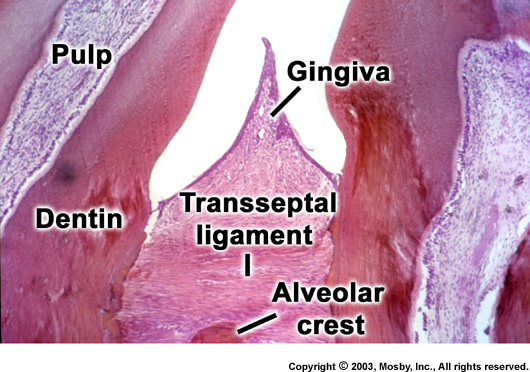 Pulp
Gingiva
Dentin
Transseptal
ligament
Alveolar
crest
Copyright © 2003, Mosby, Inc., All rights reserved.